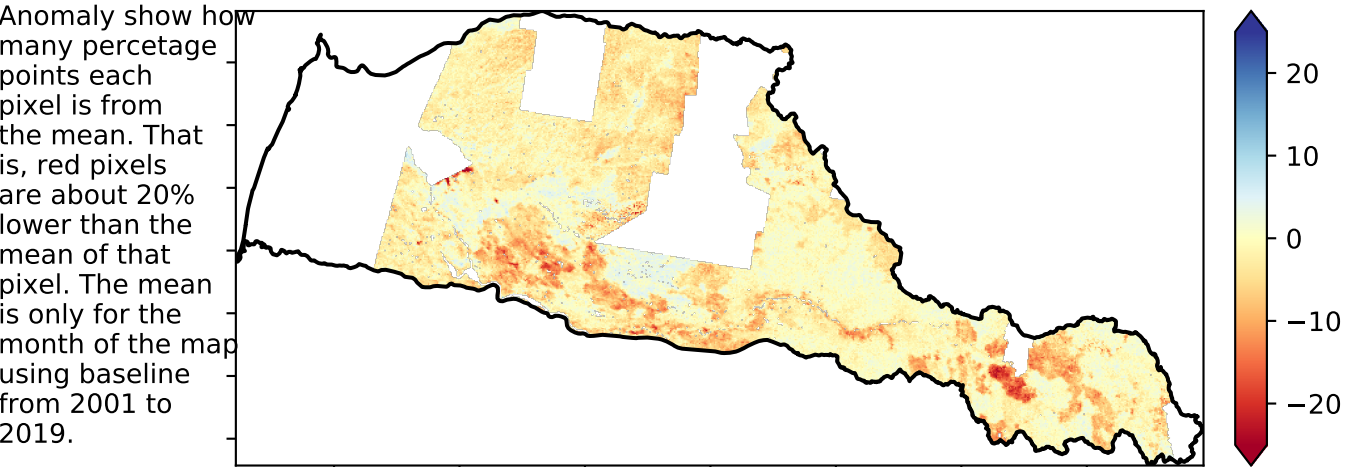 Anomaly show how
many percetage
points each
pixel is from
the mean. That
is, red pixels
are about 20%
lower than the
mean of that
pixel. The mean
is only for the
month of the map
using baseline
from 2001 to
2019.
20
10
0
−10
−20